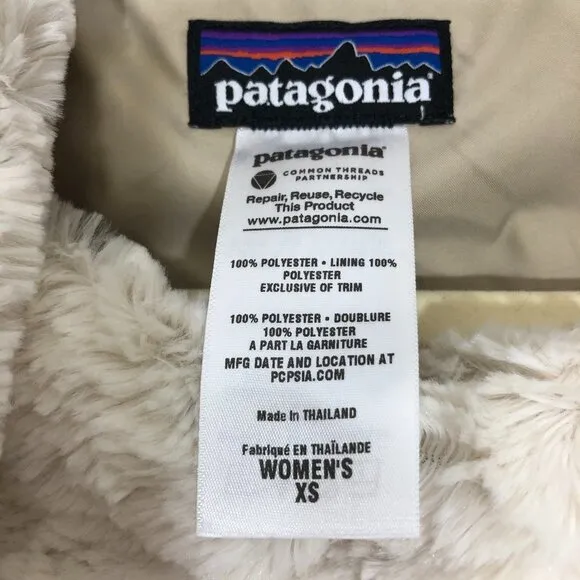 patagonia®
patagonia®
COMMON THREADS
PARTNERSHIP
Repair, Reuse, Recycle
This Product
www.patagonia.com
100% POLYESTER • LINING 100%
POLYESTER
EXCLUSIVE OF TRIM
100% POLYESTER • DOUBLURE
100% POLYESTER
A PART LA GARNITURE
MFG DATE AND LOCATION AT
PCPSIA.COM
Made In THAILAND
Fabriqué EN THAÏLANDE
WOMEN'S
XS